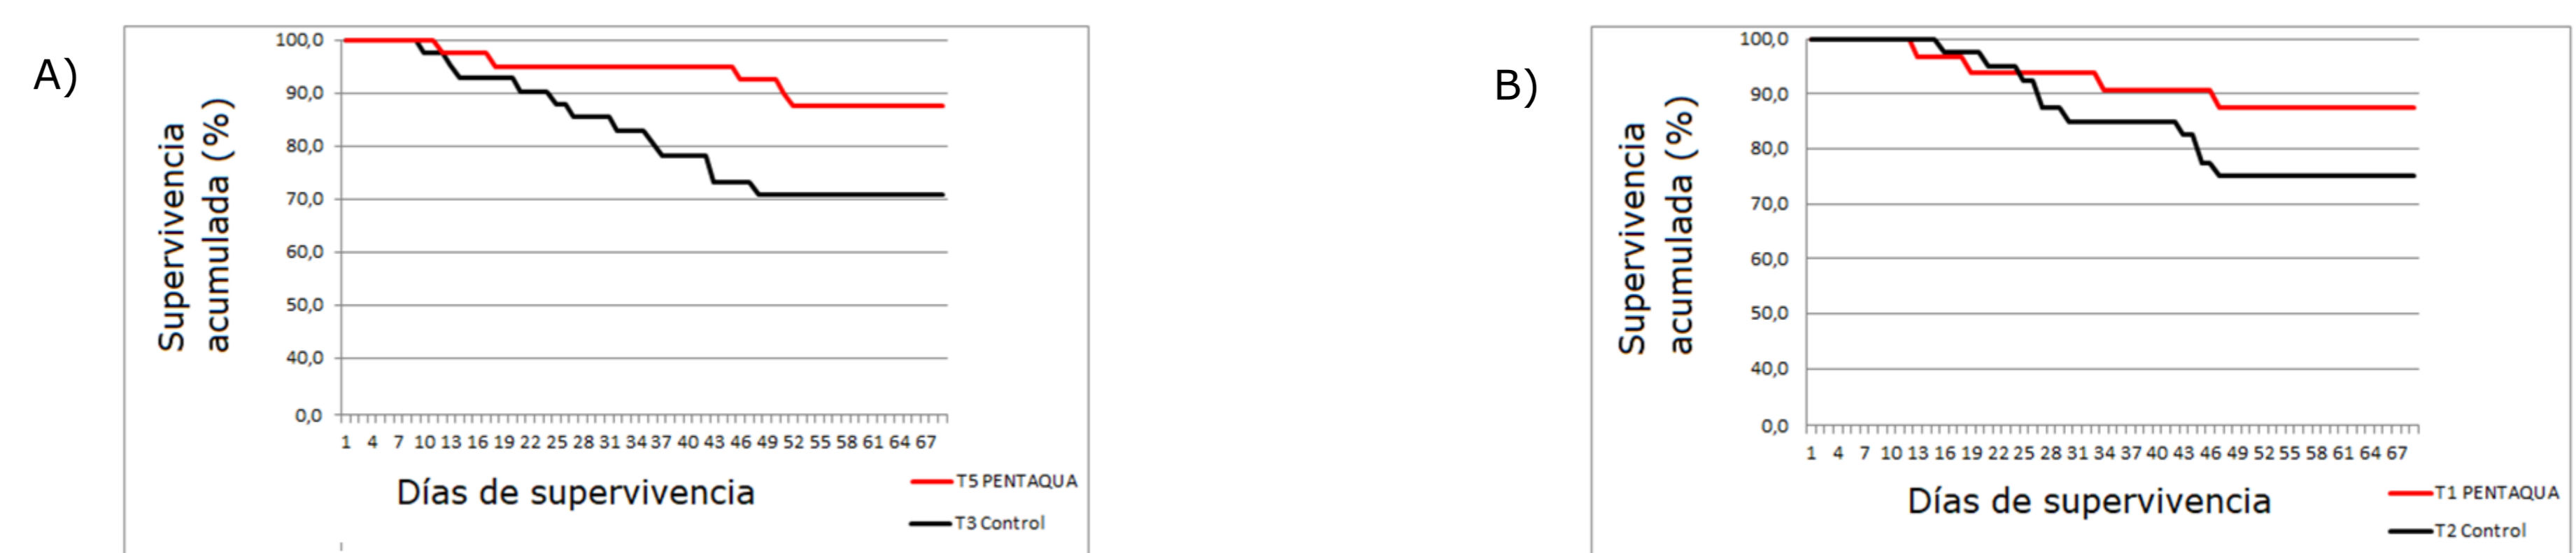 A)
Supervivencia
acumulada (%)
100,0
90,0
80,0
70,0
60,0
50,0
40,0
0,0
1 4 7 10 13 16 19 22 25 28 31 34 37 40 43 46 49 52 55 58 61 64 67
Días de supervivencia
T5 PENTAQUA
T3 Control
B)
Supervivencia
acumulada (%)
100,0
90,0
80,0
70,0
60,0
50,0
40,0
0,0
1 4 7 10 13 16 19 22 25 28 31 34 37 40 43 46 49 52 55 58 61 64 67
Días de supervivencia
T1 PENTAQUA
T2 Control